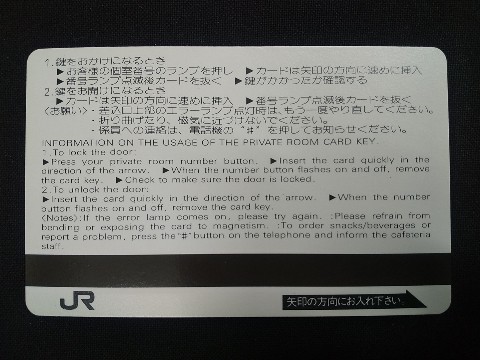 1.鍵をおかけになるとき
▶お客様の個室番号のランプを押し ▶カードは矢印の方向に速めに挿入
▶番号ランプ点滅後カードを抜く ▶鍵がかかったか確認する
2.鍵をお開けになるとき
▶カードは矢印の方向に速めに挿入 ▶番号ランプ点滅後カードを抜く
〈お願い〉・差込口上部のエラーランプ点灯時は、もう一度やり直してください。
・折り曲げたり、磁気に近づけないでください。
・係員への連絡は、電話機の"#"を押してお知らせください。
INFORMATION ON THE USAGE OF THE PRIVATE ROOM CARD KEY
1.To lock the door:
▶Press your private room number button. ▶Insert the card quickly in the
direction of the arrow. ▶When the number button flashes on and off, remove
the card key. ▶Check to make sure the door is locked.
2.To unlock the door:
▶Insert the card quickly in the direction of the arrow. ▶When the number
button flashes on and off, remove the card key.
〈Notes〉:If the error lamp comes on, please try again. :Please refrain from
bending or exposing the card to magnetism. :To order snacks/beverages or
report a problem, press the"#"button on the telephone and inform the cafeteria
staff.
JR
矢印の方向にお入れ下さい